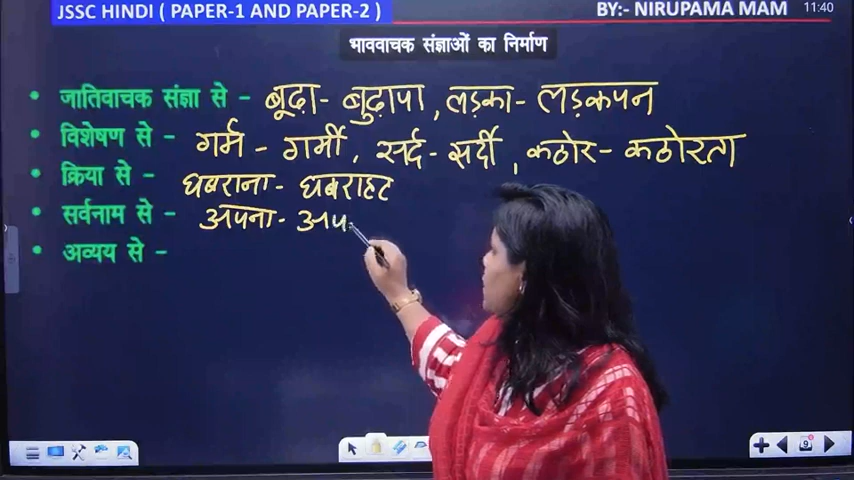 JSSC HINDI ( PAPER-1 AND PAPER-2 )
BY:- NIRUPAMA MAM
11:40
भाववाचक संज्ञाओं का निर्माण
• जातिवाचक संज्ञा से - बूढ़ा - बुढ़ापा, लड़का - लड़कपन
• विशेषण से - गर्म - गर्मी, सर्द - सर्दी, कठोर - कठोरता
• क्रिया से - घबराना - घबराहट
• सर्वनाम से - अपना - अप
• अव्यय से -
9